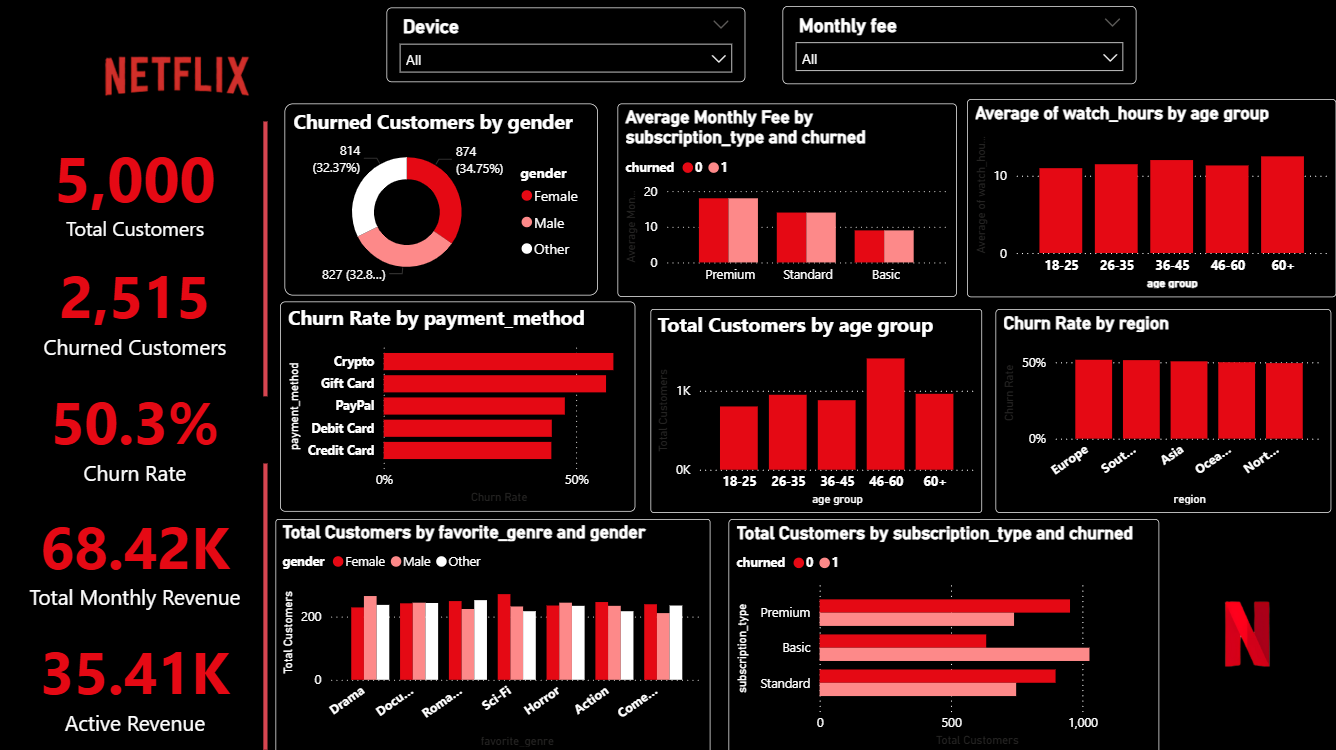 Device
All
Monthly fee
All
NETFLIX
5,000
Total Customers
2,515
Churned Customers
50.3%
Churn Rate
68.42K
Total Monthly Revenue
35.41K
Active Revenue
Churned Customers by gender
814
(32.37%)
874
(34.75%)
827 (32.8...)
gender
Female
Male
Other
Average Monthly Fee by
subscription_type and churned
churned 0 1
Average Mon...
20
10
0
Premium Standard Basic
Average of watch_hours by age group
Average of watch_hou...
10
0
18-25 26-35 36-45 46-60 60+
age group
Churn Rate by payment_method
payment_method
Crypto
Gift Card
PayPal
Debit Card
Credit Card
0% 50%
Churn Rate
Total Customers by age group
Total Customers
1K
0K
18-25 26-35 36-45 46-60 60+
age group
Churn Rate by region
Churn Rate
50%
0%
Europe Sout... Asia Ocea... Nort...
region
Total Customers by favorite_genre and gender
gender Female Male Other
Total Customers
200
0
Drama Docu... Roma... Sci-Fi Horror Action Come...
favorite_genre
Total Customers by subscription_type and churned
churned 0 1
subscription_type
Premium
Basic
Standard
0 500 1,000
Total Customers
N